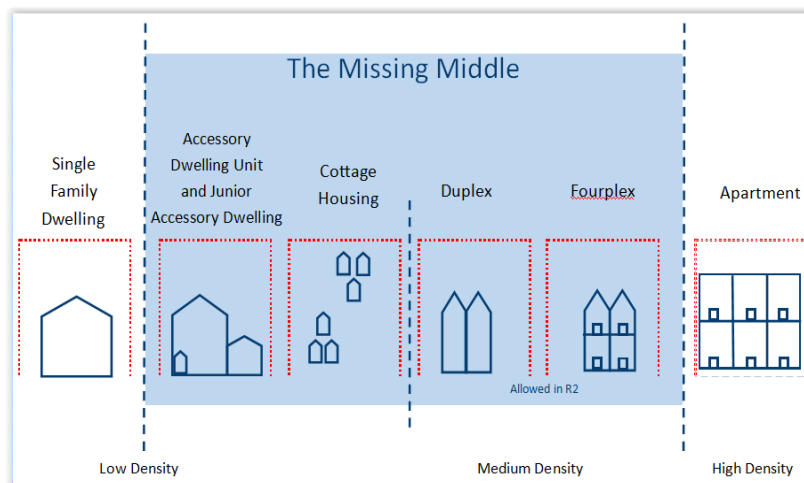 The Missing Middle
Single
Family
Dwelling
Accessory
Dwelling Unit
and Junior
Accessory Dwelling
Cottage
Housing
Duplex
Fourplex
Apartment
Allowed in R2
Low Density
Medium Density
High Density